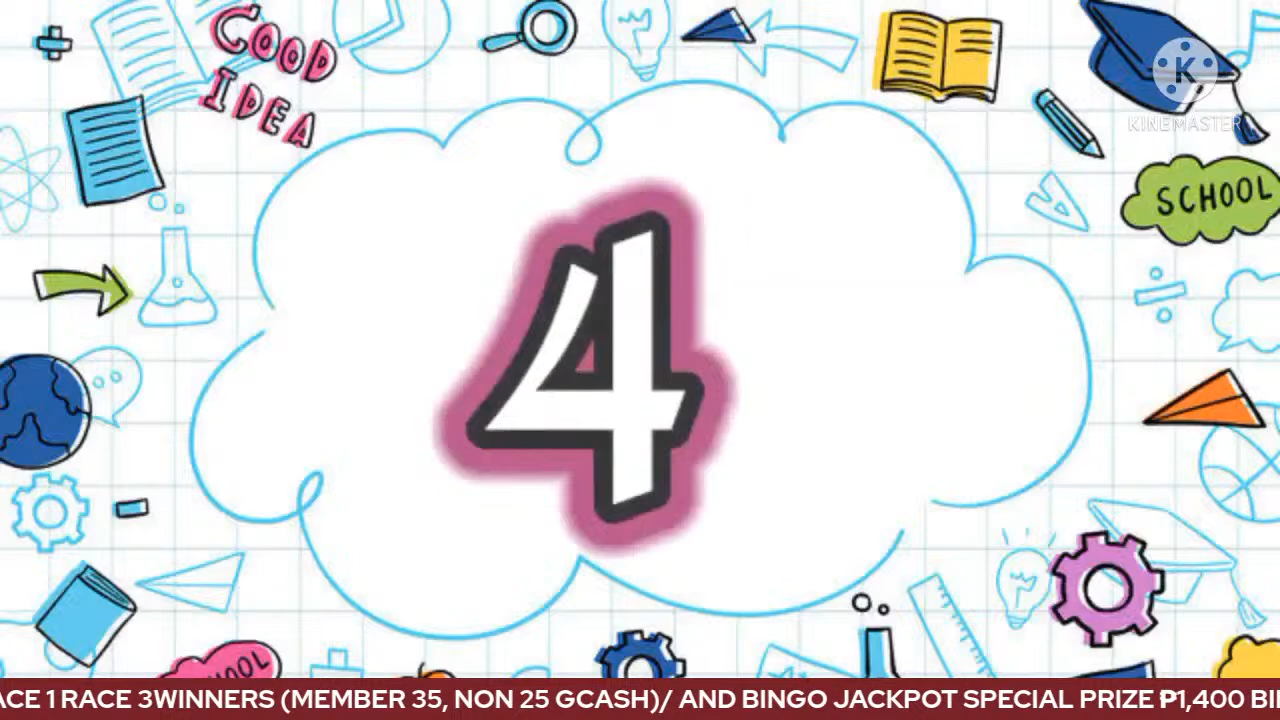 GOOD
IDEA
KINEMASTER
SCHOOL
4
ACE 1 RACE 3WINNERS (MEMBER 35, NON 25 GCASH)/ AND BINGO JACKPOT SPECIAL PRIZE ₱1,400 BI